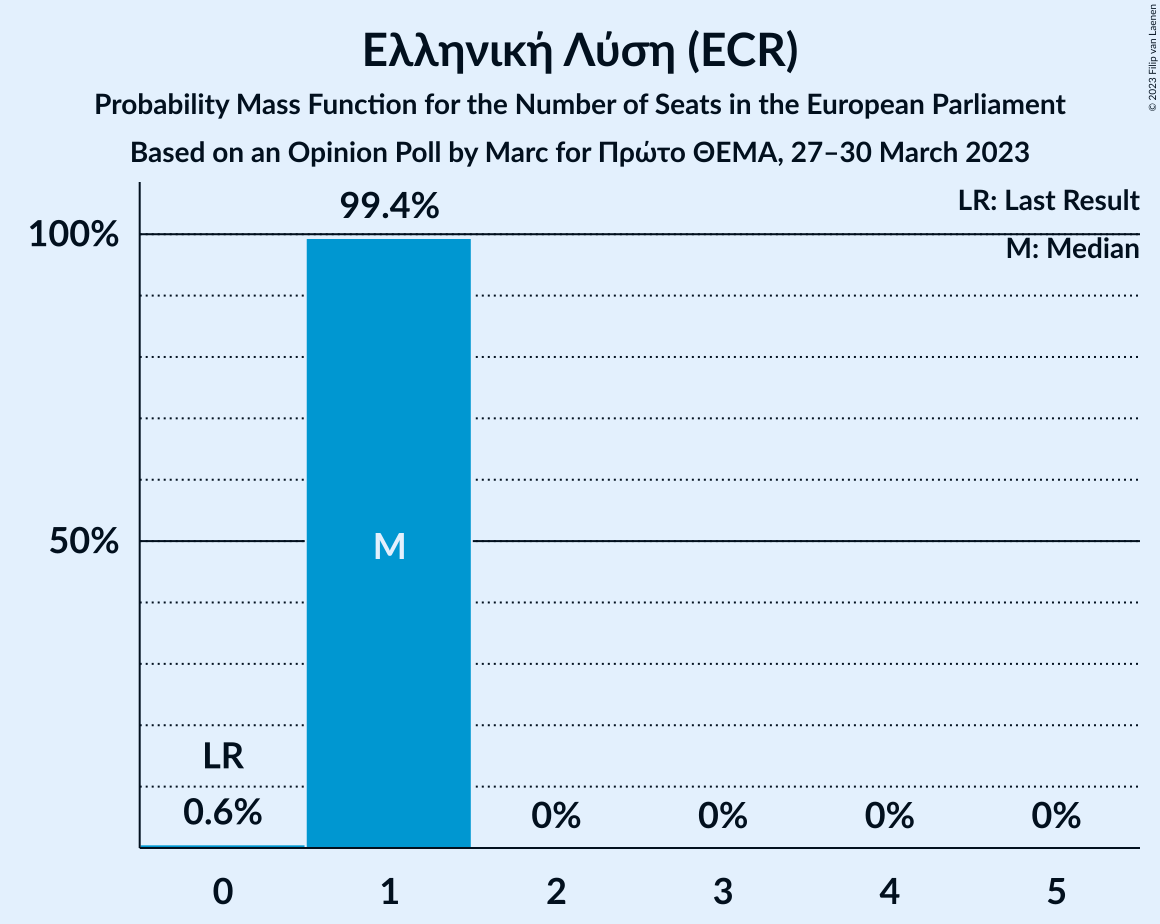 Ελληνική Λύση (ECR)
Probability Mass Function for the Number of Seats in the European Parliament
Based on an Opinion Poll by Marc for Πρώτο ΘΕΜΑ, 27–30 March 2023
© 2023 Filip van Laenen
LR: Last Result
M: Median
99.4%
100%
50%
M
LR
0.6%
0%
0%
0%
0%
0
1
2
3
4
5